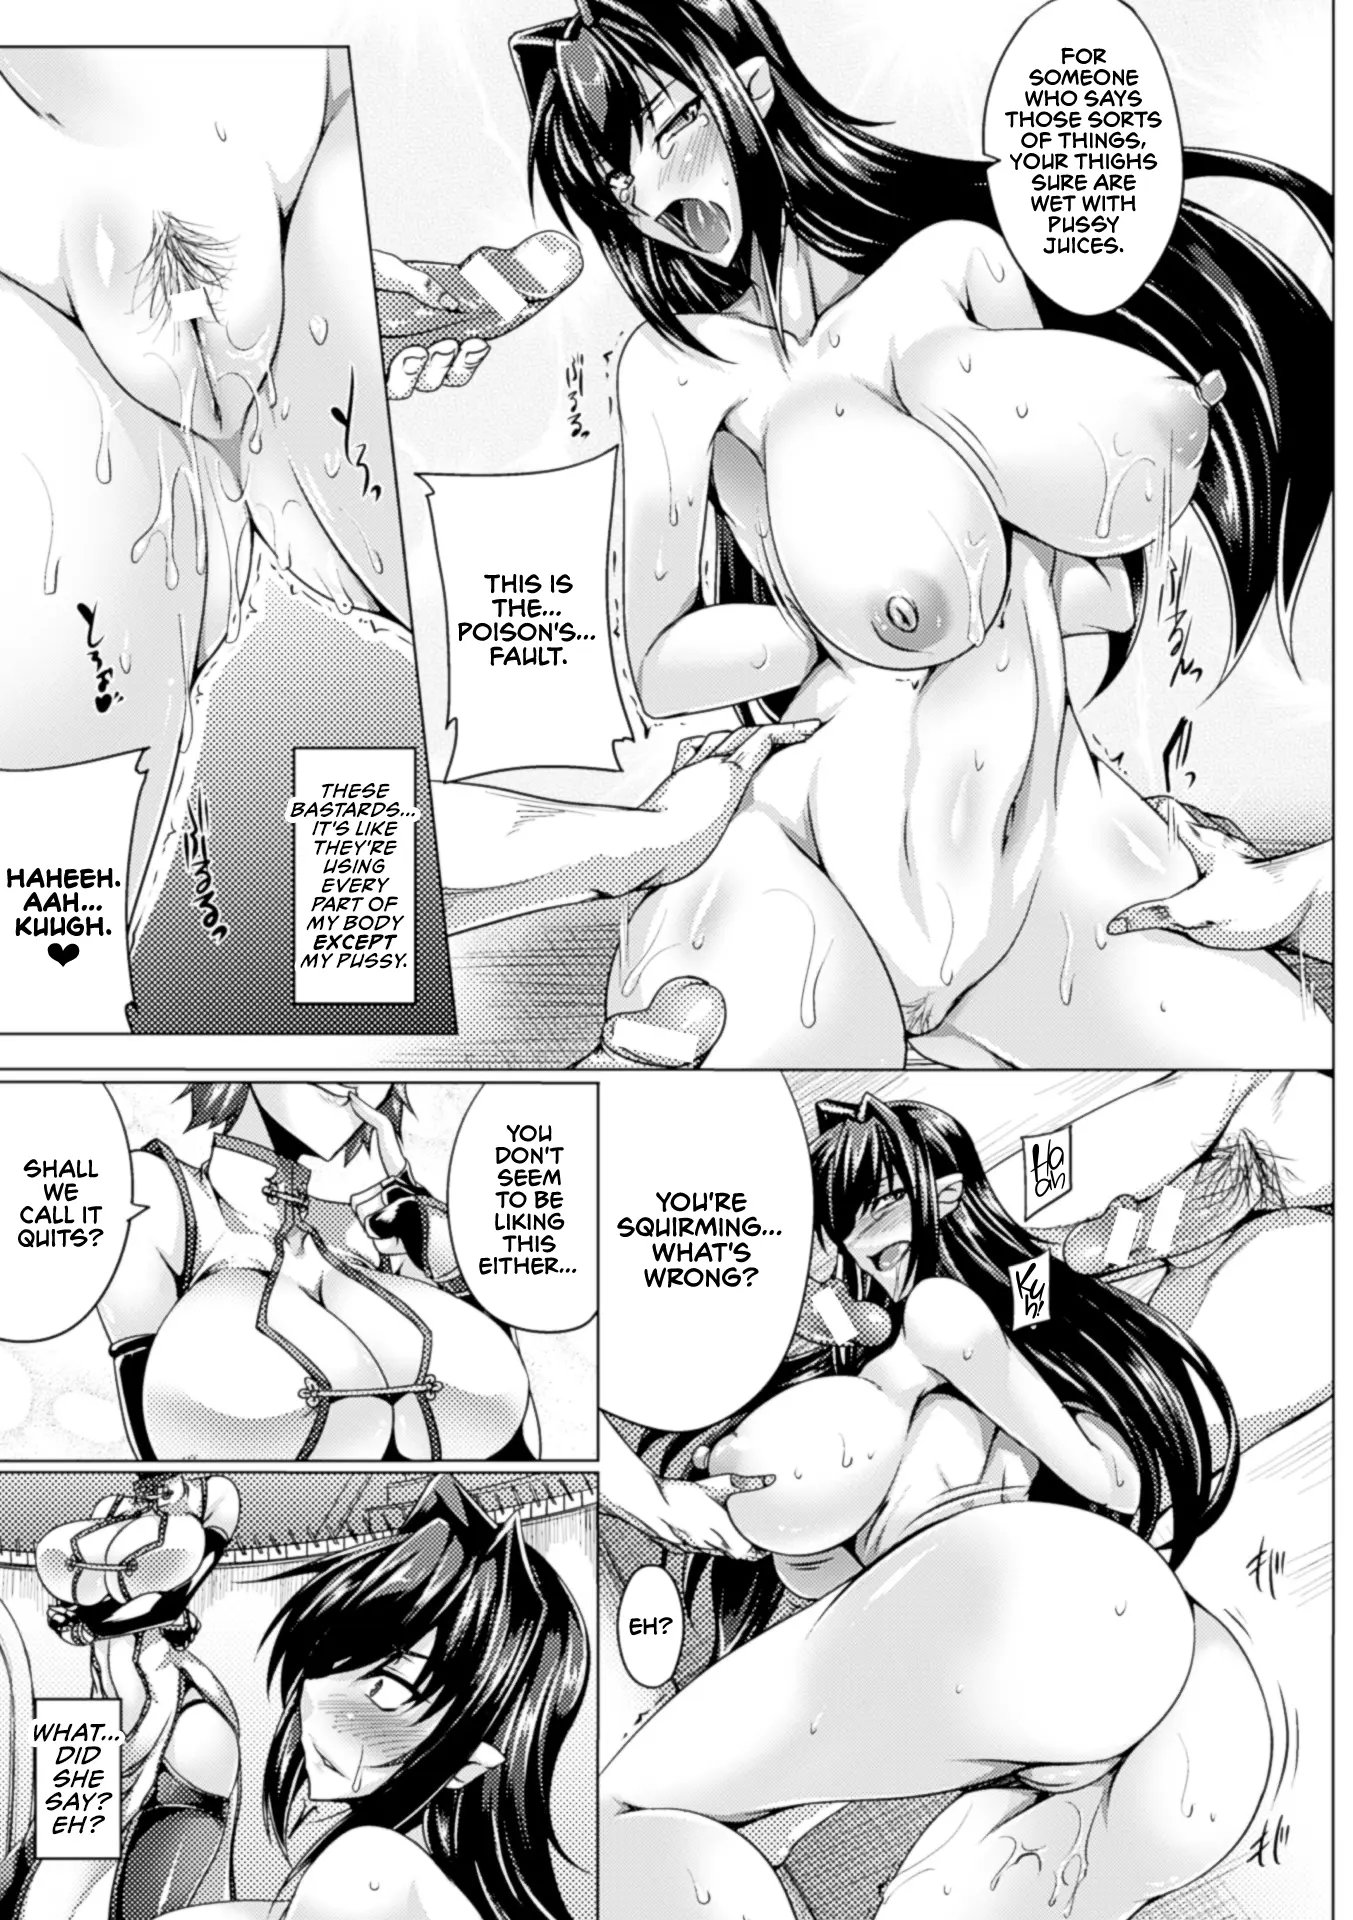 FOR
SOMEONE
WHO SAYS
THOSE SORTS
OF THINGS,
YOUR THIGHS
SURE ARE
WET WITH
PUSSY
JUICES.
THIS IS
THE...
POISON'S...
FAULT.
THESE
BASTARDS...
IT'S LIKE
THEY'RE
USING
EVERY
PART OF
MY BODY
EXCEPT
MY PUSSY.
HAHEEH.
AAH...
KUUGH.
♥
YOU'RE
SQUIRMING...
WHAT'S
WRONG?
Ha
ah
Kuh!
EH?
YOU
DON'T
SEEM
TO BE
LIKING
THIS
EITHER...
SHALL
WE
CALL IT
QUITS?
WHAT...
DID
SHE
SAY?
EH?